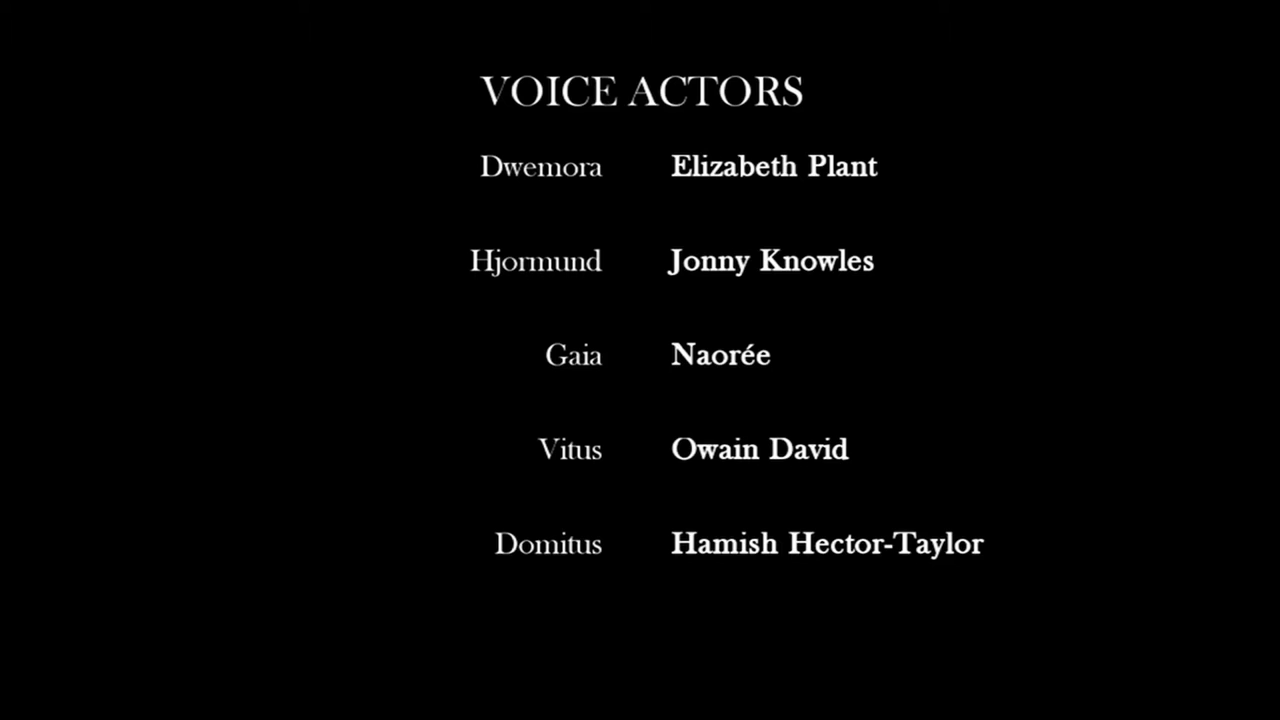 VOICE ACTORS
Dwemora Elizabeth Plant
Hjormund Jonny Knowles
Gaia Naorée
Vitus Owain David
Domitus Hamish Hector-Taylor